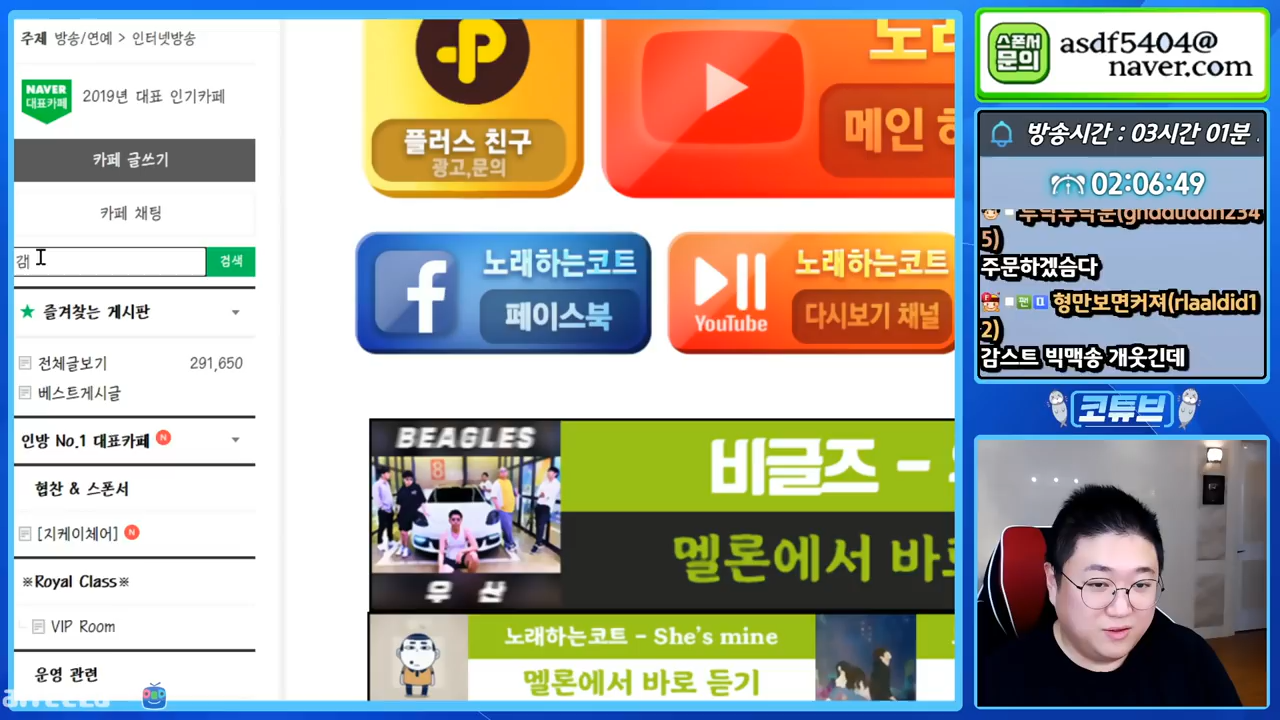 주제 방송/연예 > 인터넷방송
NAVER
대표카페
2019년 대표 인기카페
카페 글쓰기
카페 채팅
갬
검색
즐겨찾는 게시판
전체글보기
291,650
베스트게시글
인방 No.1 대표카페 N
협찬 & 스폰서
[지케이체어] N
※Royal Class※
VIP Room
운영 관련
플러스 친구
광고,문의
메인
노래하는코트
페이스북
YouTube
노래하는코트
다시보기 채널
BEAGLES
8
우 산
비글즈 -
멜론에서
노래하는코트 - She's mine
멜론에서 바로 듣기
스폰서
문의
asdf5404@
naver.com
방송시간 : 03시간 01분
02:06:49
5)
주문하겠슴다
팬 형만보면커져(rlaaldid1
2)
감스트 빅맥송 개웃긴데
코튜브